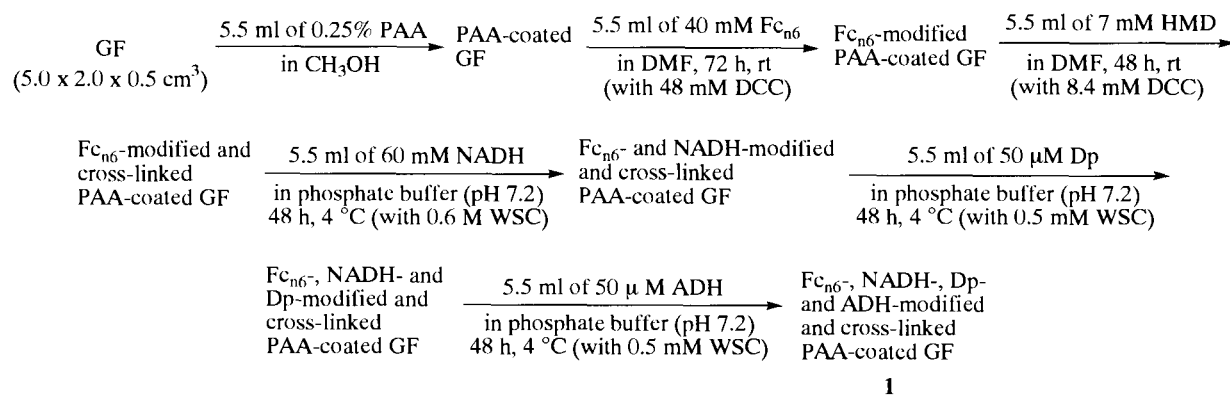 GF
(5.0 x 2.0 x 0.5 cm³)
5.5 ml of 0.25% PAA
in CH₃OH
PAA-coated
GF
5.5 ml of 40 mM Fcₙ₆
in DMF, 72 h, rt
(with 48 mM DCC)
Fcₙ₆-modified
PAA-coated GF
5.5 ml of 7 mM HMD
in DMF, 48 h, rt
(with 8.4 mM DCC)
Fcₙ₆-modified and
cross-linked
PAA-coated GF
5.5 ml of 60 mM NADH
in phosphate buffer (pH 7.2)
48 h, 4 °C (with 0.6 M WSC)
Fcₙ₆- and NADH-modified
and cross-linked
PAA-coated GF
5.5 ml of 50 µM Dp
in phosphate buffer (pH 7.2)
48 h, 4 °C (with 0.5 mM WSC)
Fcₙ₆-, NADH- and
Dp-modified and
cross-linked
PAA-coated GF
5.5 ml of 50 µ M ADH
in phosphate buffer (pH 7.2)
48 h, 4 °C (with 0.5 mM WSC)
Fcₙ₆-, NADH-, Dp-
and ADH-modified
and cross-linked
PAA-coated GF
1